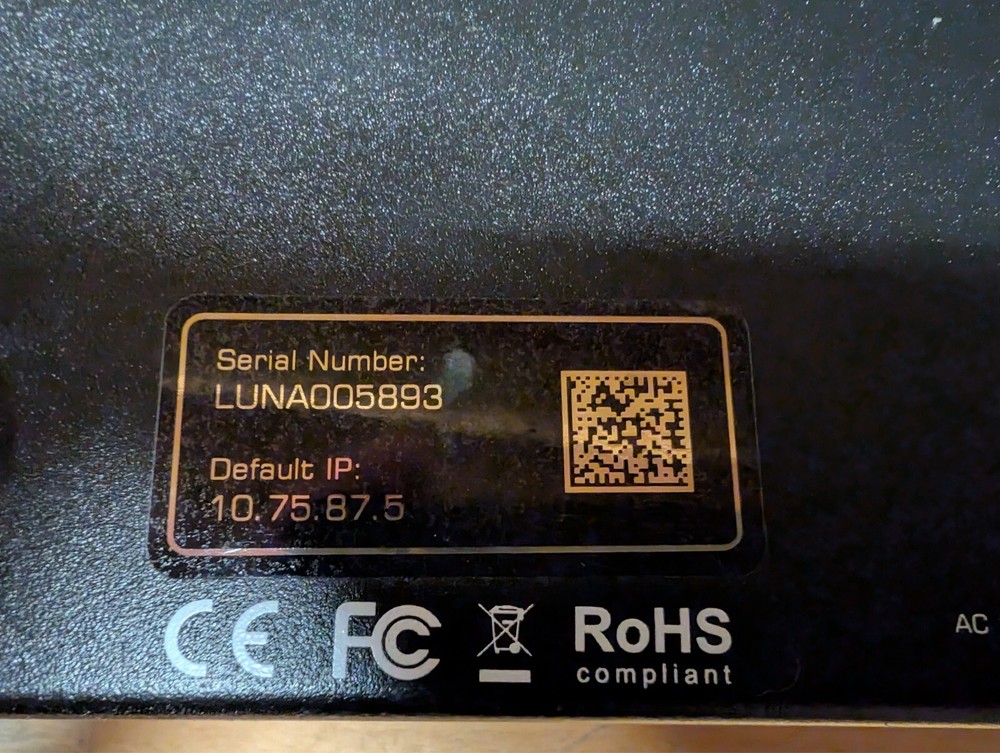 Serial Number:
LUNA005893
Default IP:
10.75.87.5
CE FC RoHS
compliant
AC